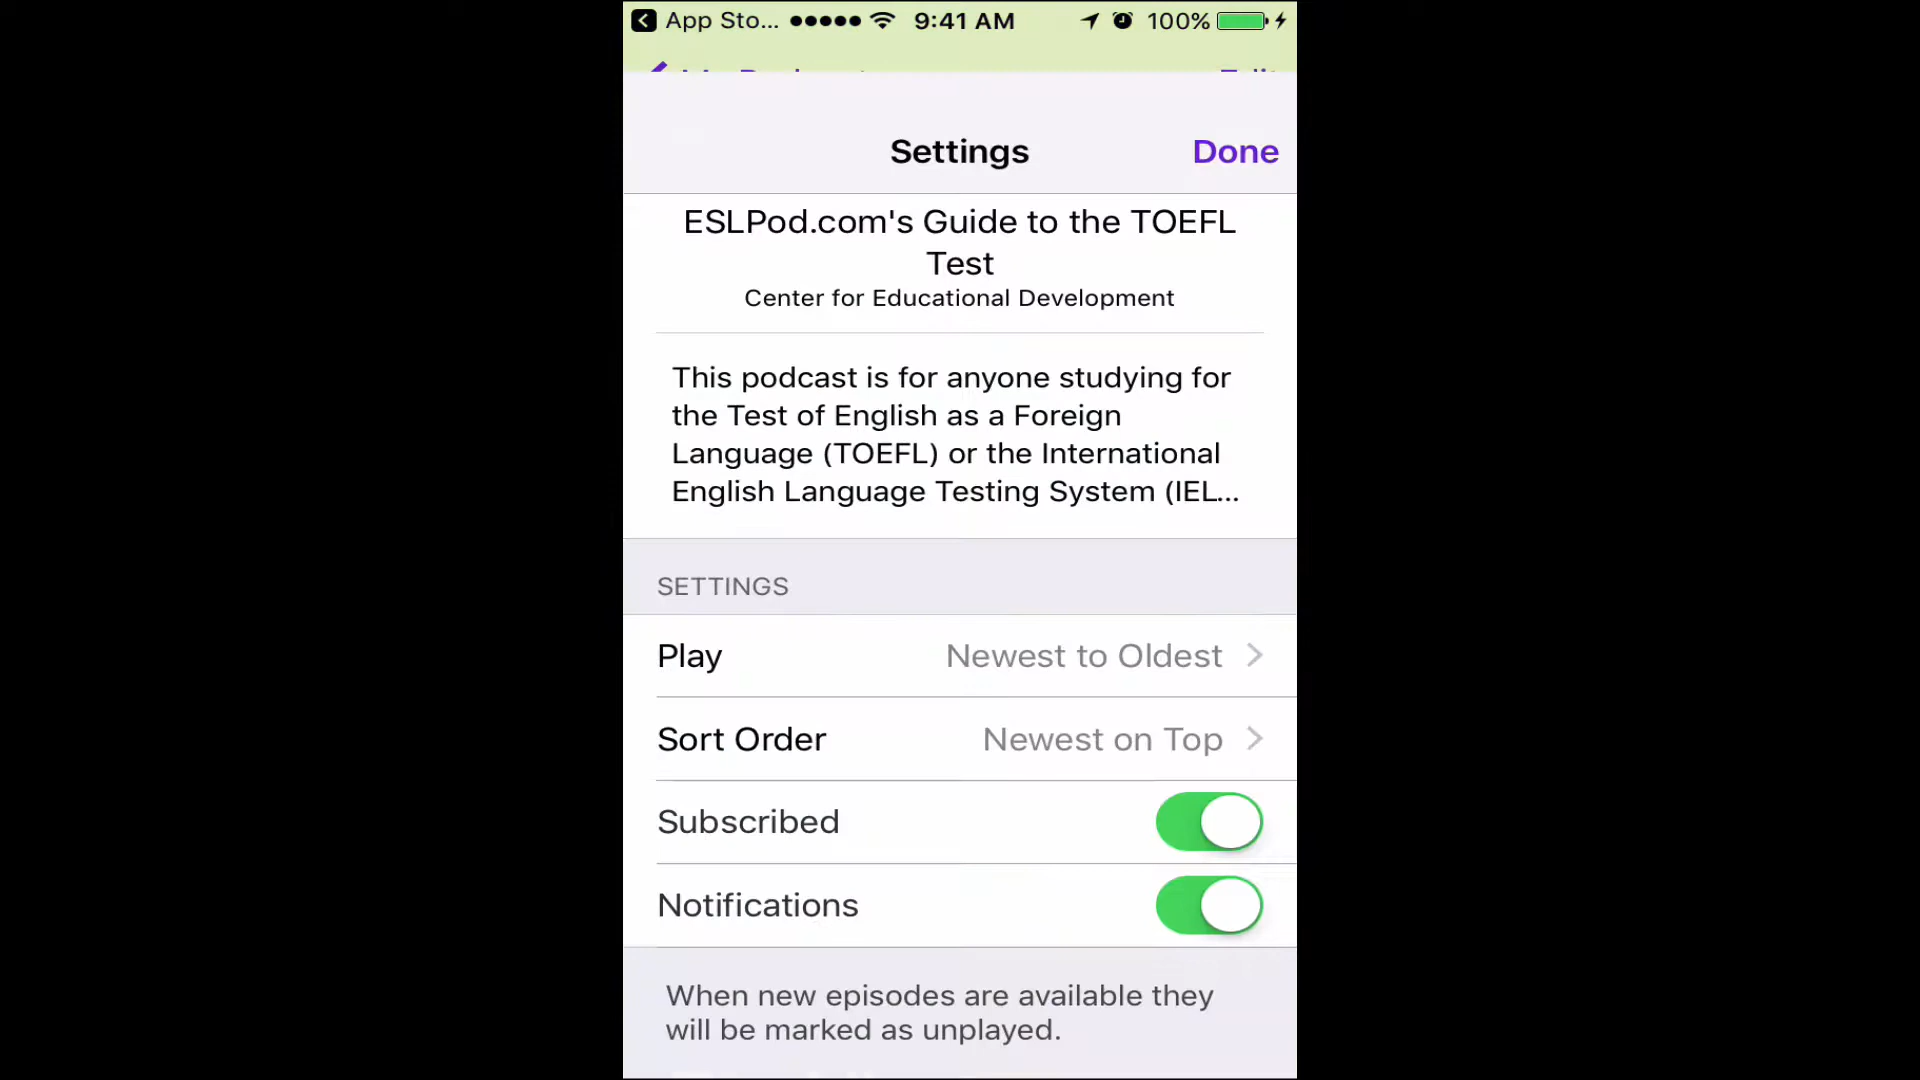 App Sto... 9:41 AM 100%
Settings Done
ESLPod.com's Guide to the TOEFL
Test
Center for Educational Development
This podcast is for anyone studying for
the Test of English as a Foreign
Language (TOEFL) or the International
English Language Testing System (IEL...
SETTINGS
Play Newest to Oldest
Sort Order Newest on Top
Subscribed
Notifications
When new episodes are available they
will be marked as unplayed.